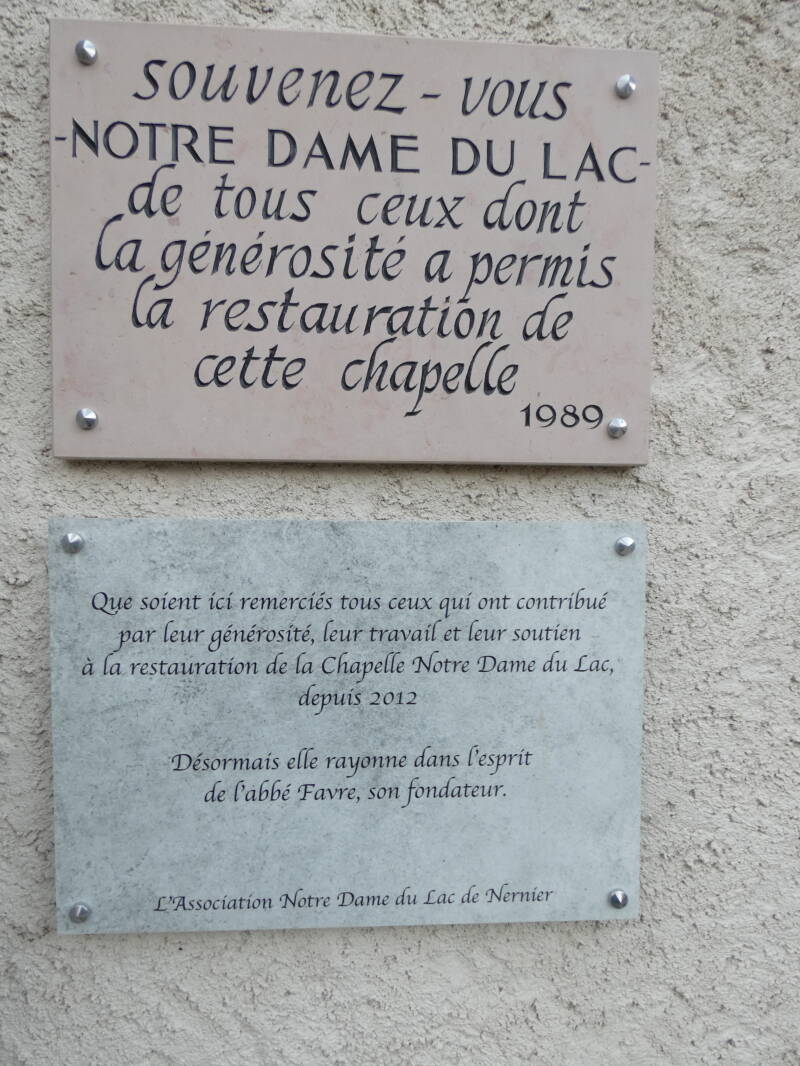 souvenez - vous
-NOTRE DAME DU LAC-
de tous ceux dont
la générosité a permis
la restauration de
cette chapelle
1989
Que soient ici remerciés tous ceux qui ont contribué
par leur générosité, leur travail et leur soutien
à la restauration de la Chapelle Notre Dame du Lac,
depuis 2012
Désormais elle rayonne dans l'esprit
de l'abbé Favre, son fondateur.
L'Association Notre Dame du Lac de Nernier